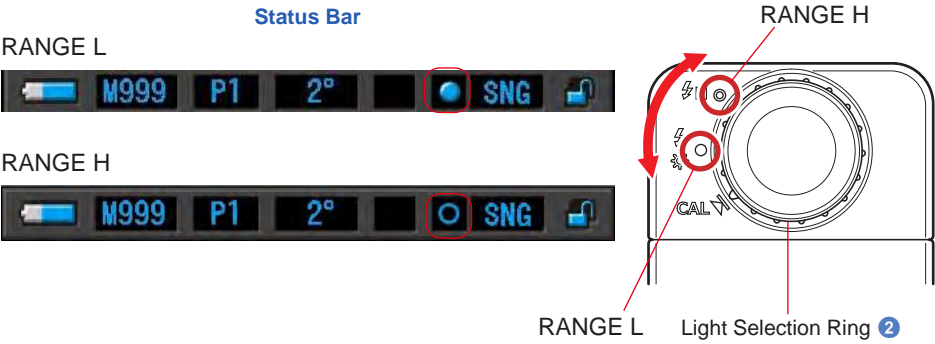 Status Bar
RANGE L
M999 P1 2° SNG
RANGE H
M999 P1 2° SNG
RANGE H
CAL
RANGE L
Light Selection Ring 2